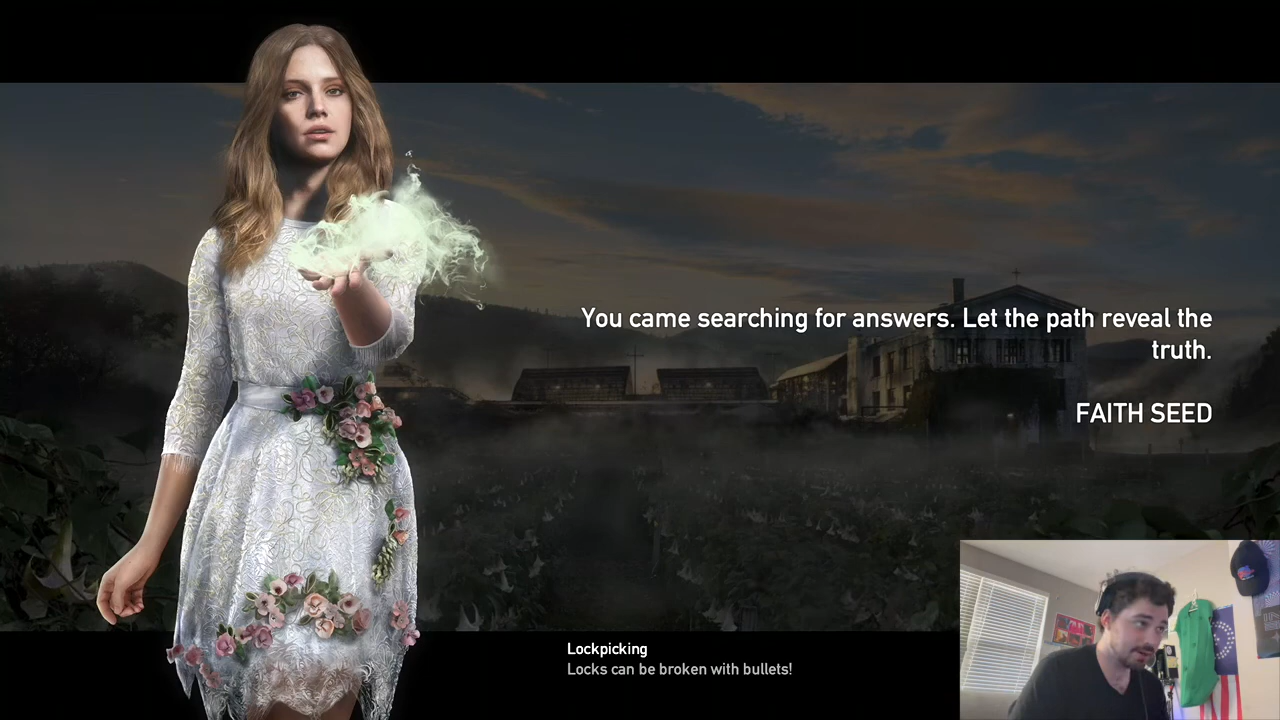 You came searching for answers. Let the path reveal the
truth.
FAITH SEED
Lockpicking
Locks can be broken with bullets!